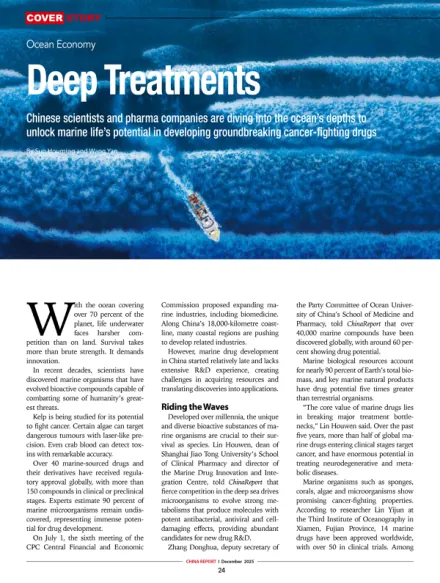 COVER STORY
Ocean Economy
Deep Treatments
Chinese scientists and pharma companies are diving into the ocean's depths to
unlock marine life's potential in developing groundbreaking cancer-fighting drugs
By Sun Houming and Wang Yan
With the ocean covering
over 70 percent of the
planet, life underwater
faces harsher com-
petition than on land. Survival takes
more than brute strength. It demands
innovation.
In recent decades, scientists have
discovered marine organisms that have
evolved bioactive compounds capable of
combatting some of humanity's great-
est threats.
Kelp is being studied for its potential
to fight cancer. Certain algae can target
dangerous tumours with laser-like pre-
cision. Even crab blood can detect tox-
ins with remarkable accuracy.
Over 40 marine-sourced drugs and
their derivatives have received regula-
tory approval globally, with more than
150 compounds in clinical or preclinical
stages. Experts estimate 90 percent of
marine microorganisms remain undis-
covered, representing immense poten-
tial for drug development.
On July 1, the sixth meeting of the
CPC Central Financial and Economic
Commission proposed expanding ma-
rine industries, including biomedicine.
Along China's 18,000-kilometre coast-
line, many coastal regions are pushing
to develop related industries.
However, marine drug development
in China started relatively late and lacks
extensive R&D experience, creating
challenges in acquiring resources and
translating discoveries into applications.
Riding the Waves
Developed over millennia, the unique
and diverse bioactive substances of ma-
rine organisms are crucial to their sur-
vival as species. Lin Houwen, dean of
Shanghai Jiao Tong University's School
of Clinical Pharmacy and director of
the Marine Drug Innovation and Inte-
gration Centre, told ChinaReport that
fierce competition in the deep sea drives
microorganisms to evolve strong me-
tabolisms that produce molecules with
potent antibacterial, antiviral and cell-
damaging effects, providing abundant
candidates for new drug R&D.
Zhang Donghua, deputy secretary of
the Party Committee of Ocean Univer-
sity of China's School of Medicine and
Pharmacy, told ChinaReport that over
40,000 marine compounds have been
discovered globally, with around 60 per-
cent showing drug potential.
Marine biological resources account
for nearly 90 percent of Earth's total bio-
mass, and key marine natural products
have drug potential five times greater
than terrestrial organisms.
"The core value of marine drugs lies
in breaking major treatment bottle-
necks," Lin Houwen said. Over the past
five years, more than half of global ma-
rine drugs entering clinical stages target
cancer, and have enormous potential in
treating neurodegenerative and meta-
bolic diseases.
Marine organisms such as sponges,
corals, algae and microorganisms show
promising cancer-fighting properties.
According to researcher Lin Yijun at
the Third Institute of Oceanography in
Xiamen, Fujian Province, 14 marine
drugs have been approved worldwide,
with over 50 in clinical trials. Among
CHINA REPORT I December 2025
24